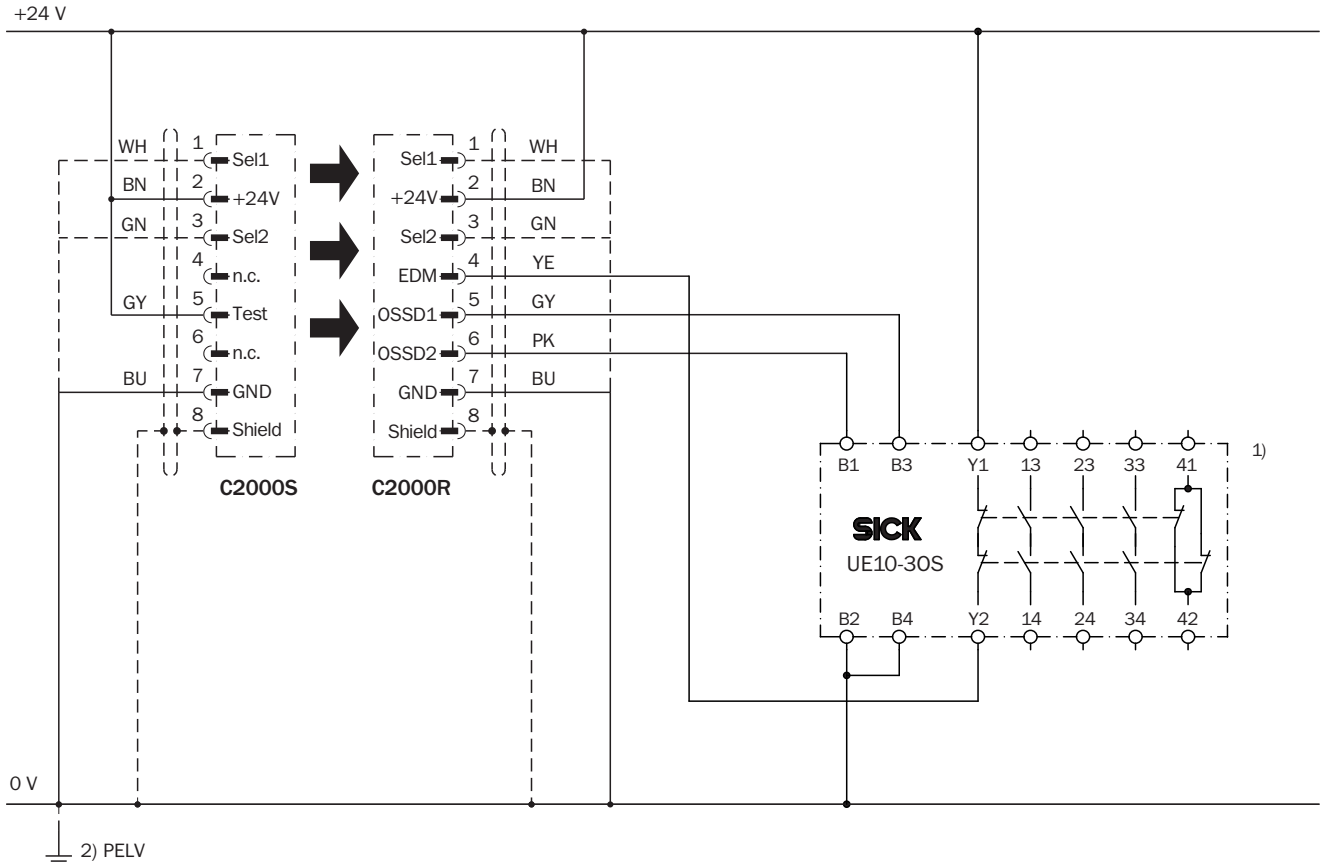 +24 V
WH 1 Sel1
BN 2 +24V
GN 3 Sel2
4 n.c.
GY 5 Test
6 n.c.
BU 7 GND
8 Shield
C2000S
Sel1 1 WH
+24V 2 BN
Sel2 3 GN
EDM 4 YE
OSSD1 5 GY
OSSD2 6 PK
GND 7 BU
Shield 8
C2000R
B1 B3 Y1 13 23 33 41
1)
SICK
UE10-3OS
B2 B4 Y2 14 24 34 42
0 V
2) PELV